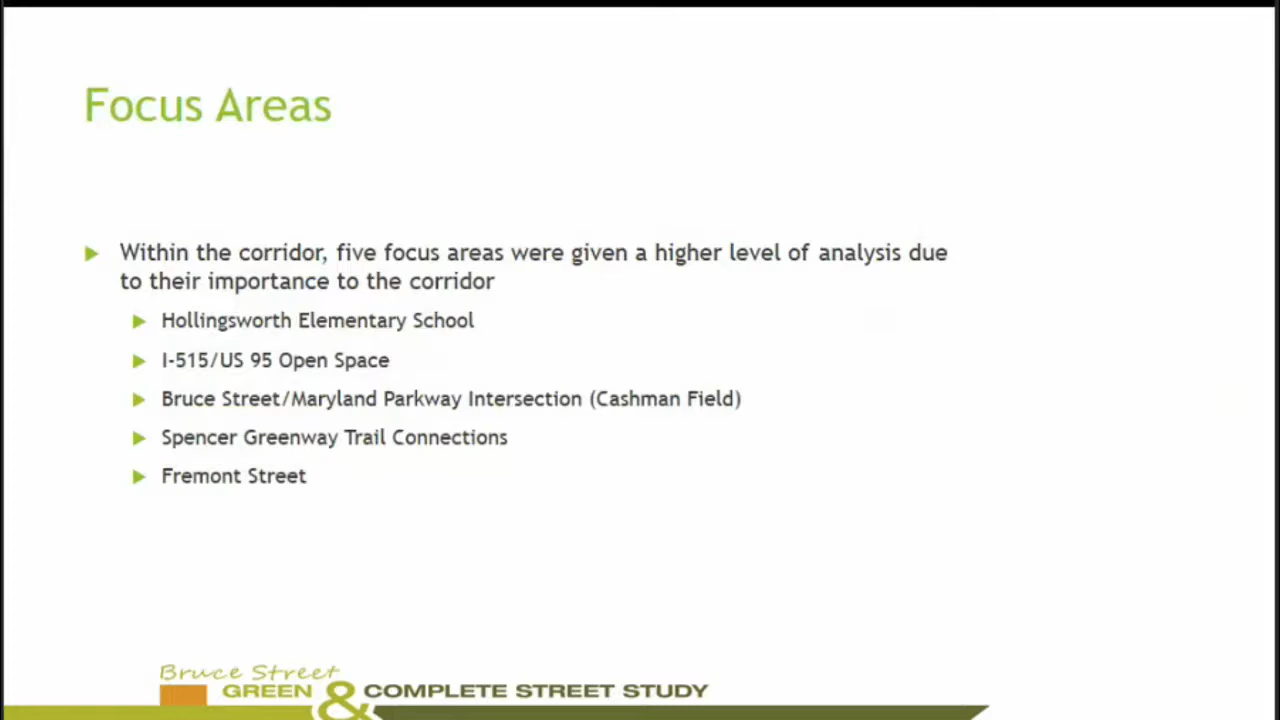 Focus Areas
Within the corridor, five focus areas were given a higher level of analysis due
to their importance to the corridor
Hollingsworth Elementary School
I-515/US 95 Open Space
Bruce Street/Maryland Parkway Intersection (Cashman Field)
Spencer Greenway Trail Connections
Fremont Street
Bruce Street
GREEN & COMPLETE STREET STUDY